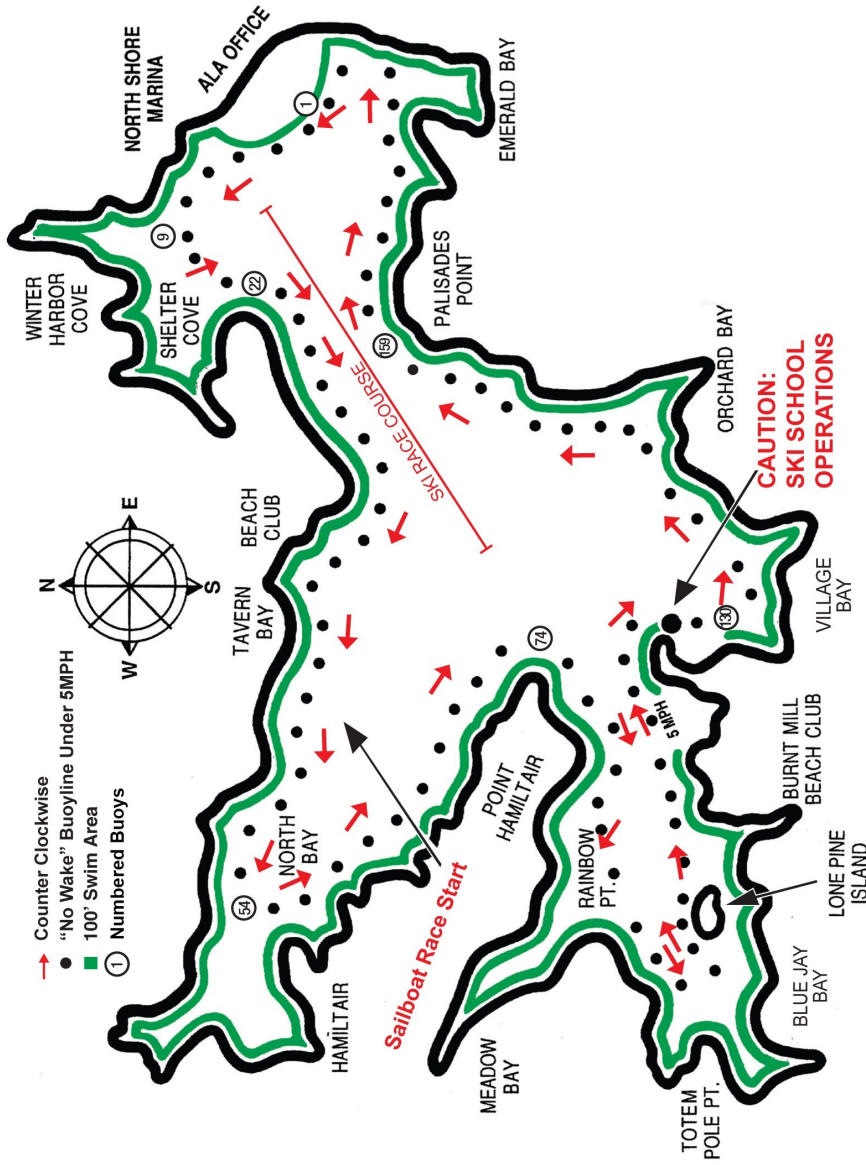 Counter Clockwise
“No Wake” Buoyline Under 5MPH
100' Swim Area
1
Numbered Buoys
N
E
S
W
WINTER
HARBOR
COVE
NORTH SHORE
MARINA
ALA OFFICE
SHELTER
COVE
9
22
1
EMERALD BAY
PALISADES
POINT
159
SKI RACE COURSE
BEACH
CLUB
TAVERN
BAY
NORTH
BAY
54
HAMILTAIR
Sailboat Race Start
POINT
HAMILTAIR
74
MEADOW
BAY
RAINBOW
PT.
5 MPH
ORCHARD BAY
CAUTION:
SKI SCHOOL
OPERATIONS
130
VILLAGE
BAY
BURNT MILL
BEACH CLUB
LONE PINE
ISLAND
BLUE JAY
BAY
TOTEM
POLE PT.